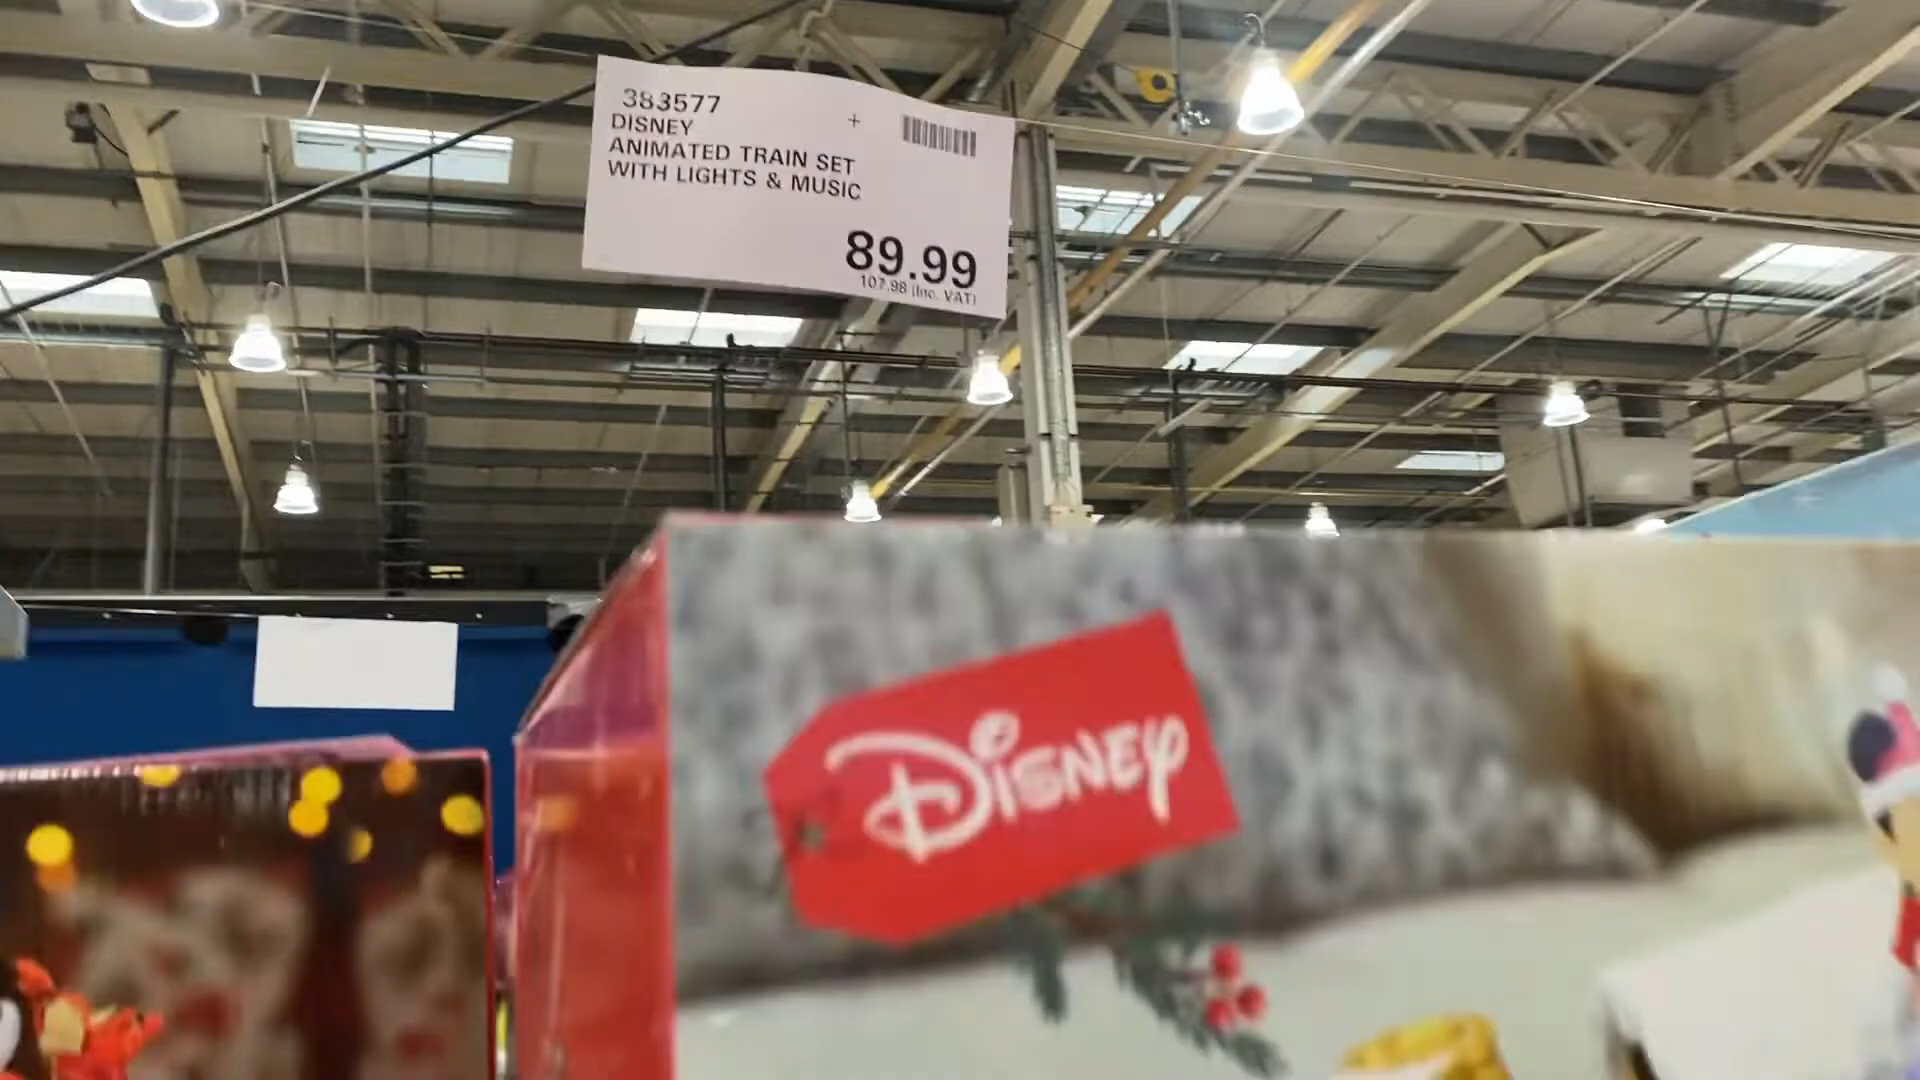 383577
DISNEY
ANIMATED TRAIN SET
WITH LIGHTS & MUSIC
89.99
107.98 (Inc. VAT)
DISNEY